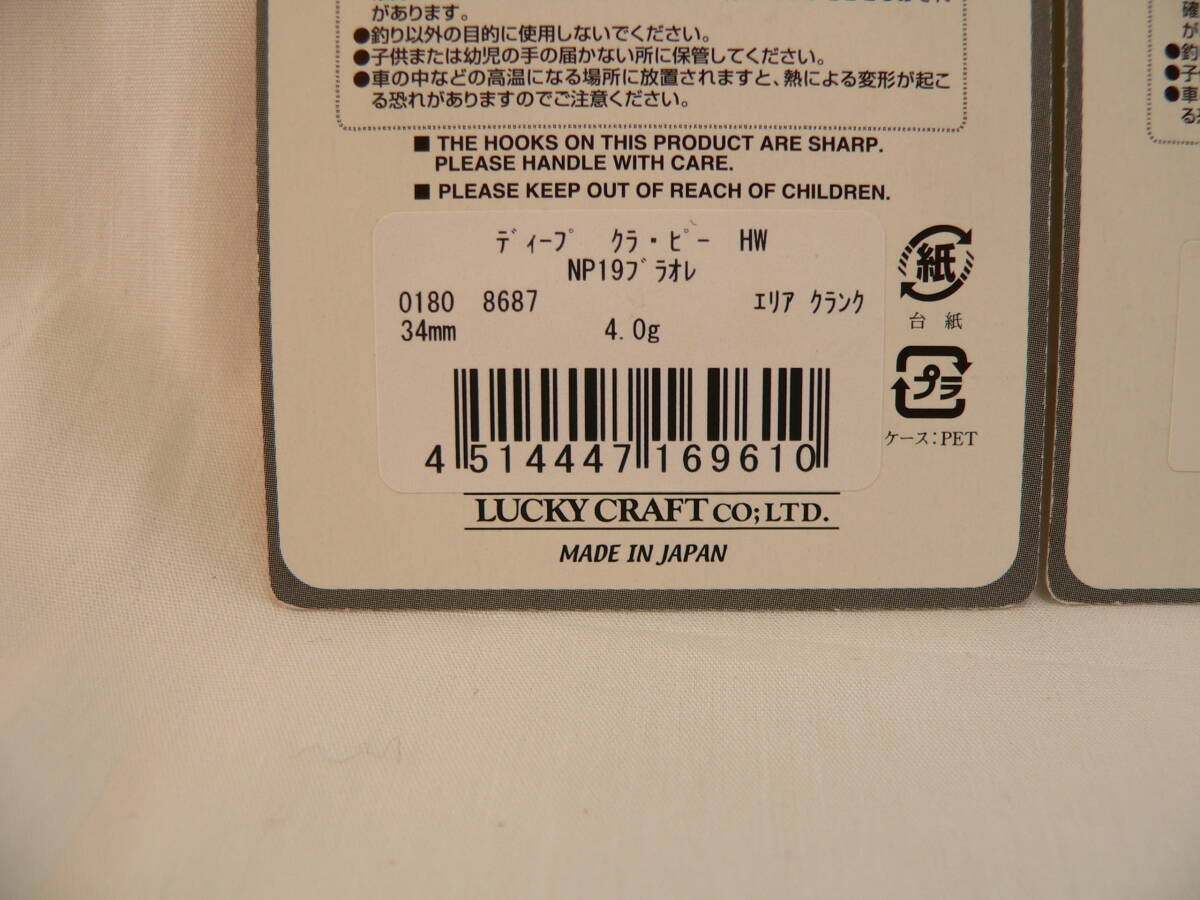 があります。
●釣り以外の目的に使用しないでください。
●子供または幼児の手の届かない所に保管してください。
●車の中などの高温になる場所に放置されますと、熱による変形が起こ
る恐れがありますのでご注意ください。
■ THE HOOKS ON THIS PRODUCT ARE SHARP.
PLEASE HANDLE WITH CARE.
■ PLEASE KEEP OUT OF REACH OF CHILDREN.
ﾃﾞｨｰﾌﾟ ｸﾗ・ﾋﾟｰ HW
NP19ﾌﾞﾗｵﾚ
0180 8687 ｴﾘｱ ｸﾗﾝｸ
34mm 4.0g
4 514447 169610
紙
台紙
プラ
ケース:PET
LUCKY CRAFT CO;LTD.
MADE IN JAPAN
確
が
●釣
●子
●車
る恐